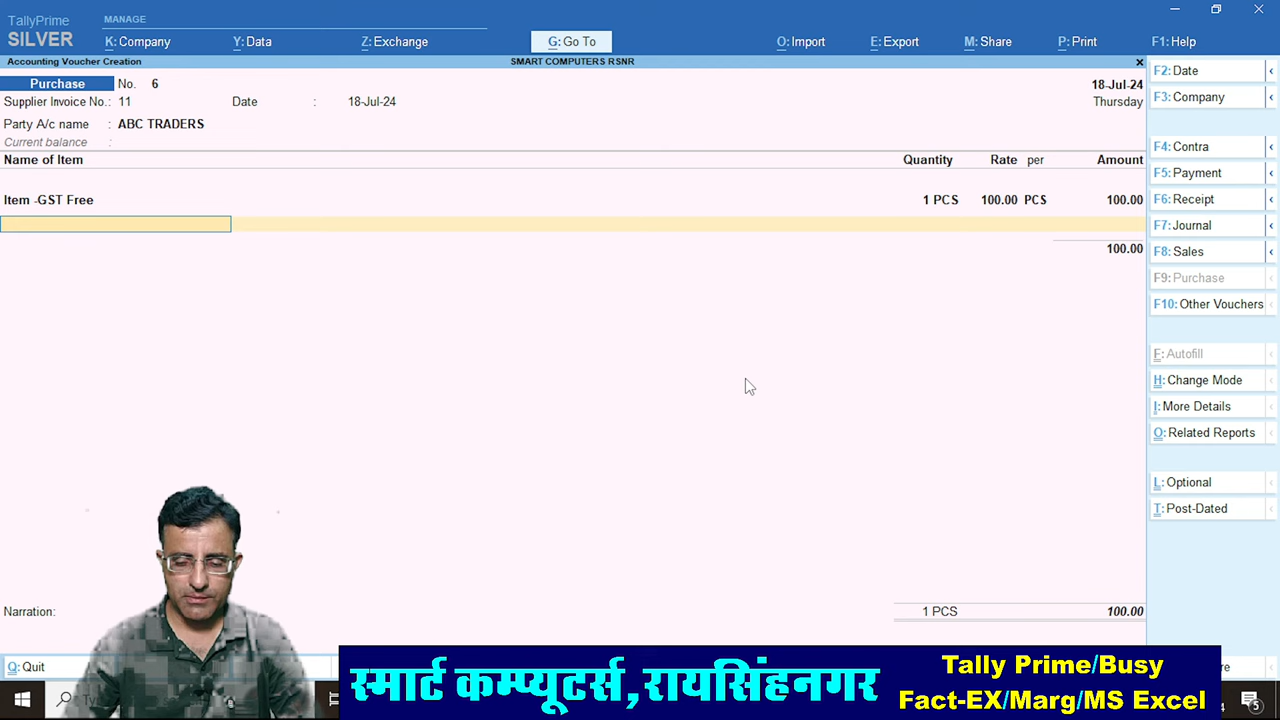 TallyPrime
MANAGE
SILVER
K: Company
Y: Data
Z: Exchange
G: Go To
O: Import
E: Export
M: Share
P: Print
F1: Help
Accounting Voucher Creation
SMART COMPUTERS RSNR
Purchase No. 6
18-Jul-24
Supplier Invoice No.: 11 Date : 18-Jul-24
Thursday
Party A/c name : ABC TRADERS
Current balance :
Name of Item Quantity Rate per Amount
Item -GST Free 1 PCS 100.00 PCS 100.00
100.00
Narration: 1 PCS 100.00
F2: Date
F3: Company
F4: Contra
F5: Payment
F6: Receipt
F7: Journal
F8: Sales
F9: Purchase
F10: Other Vouchers
F: Autofill
H: Change Mode
I: More Details
O: Related Reports
L: Optional
T: Post-Dated
Q: Quit
स्मार्ट कम्प्यूटर्स,रायसिंहनगर
Tally Prime/Busy
Fact-EX/Marg/MS Excel
5